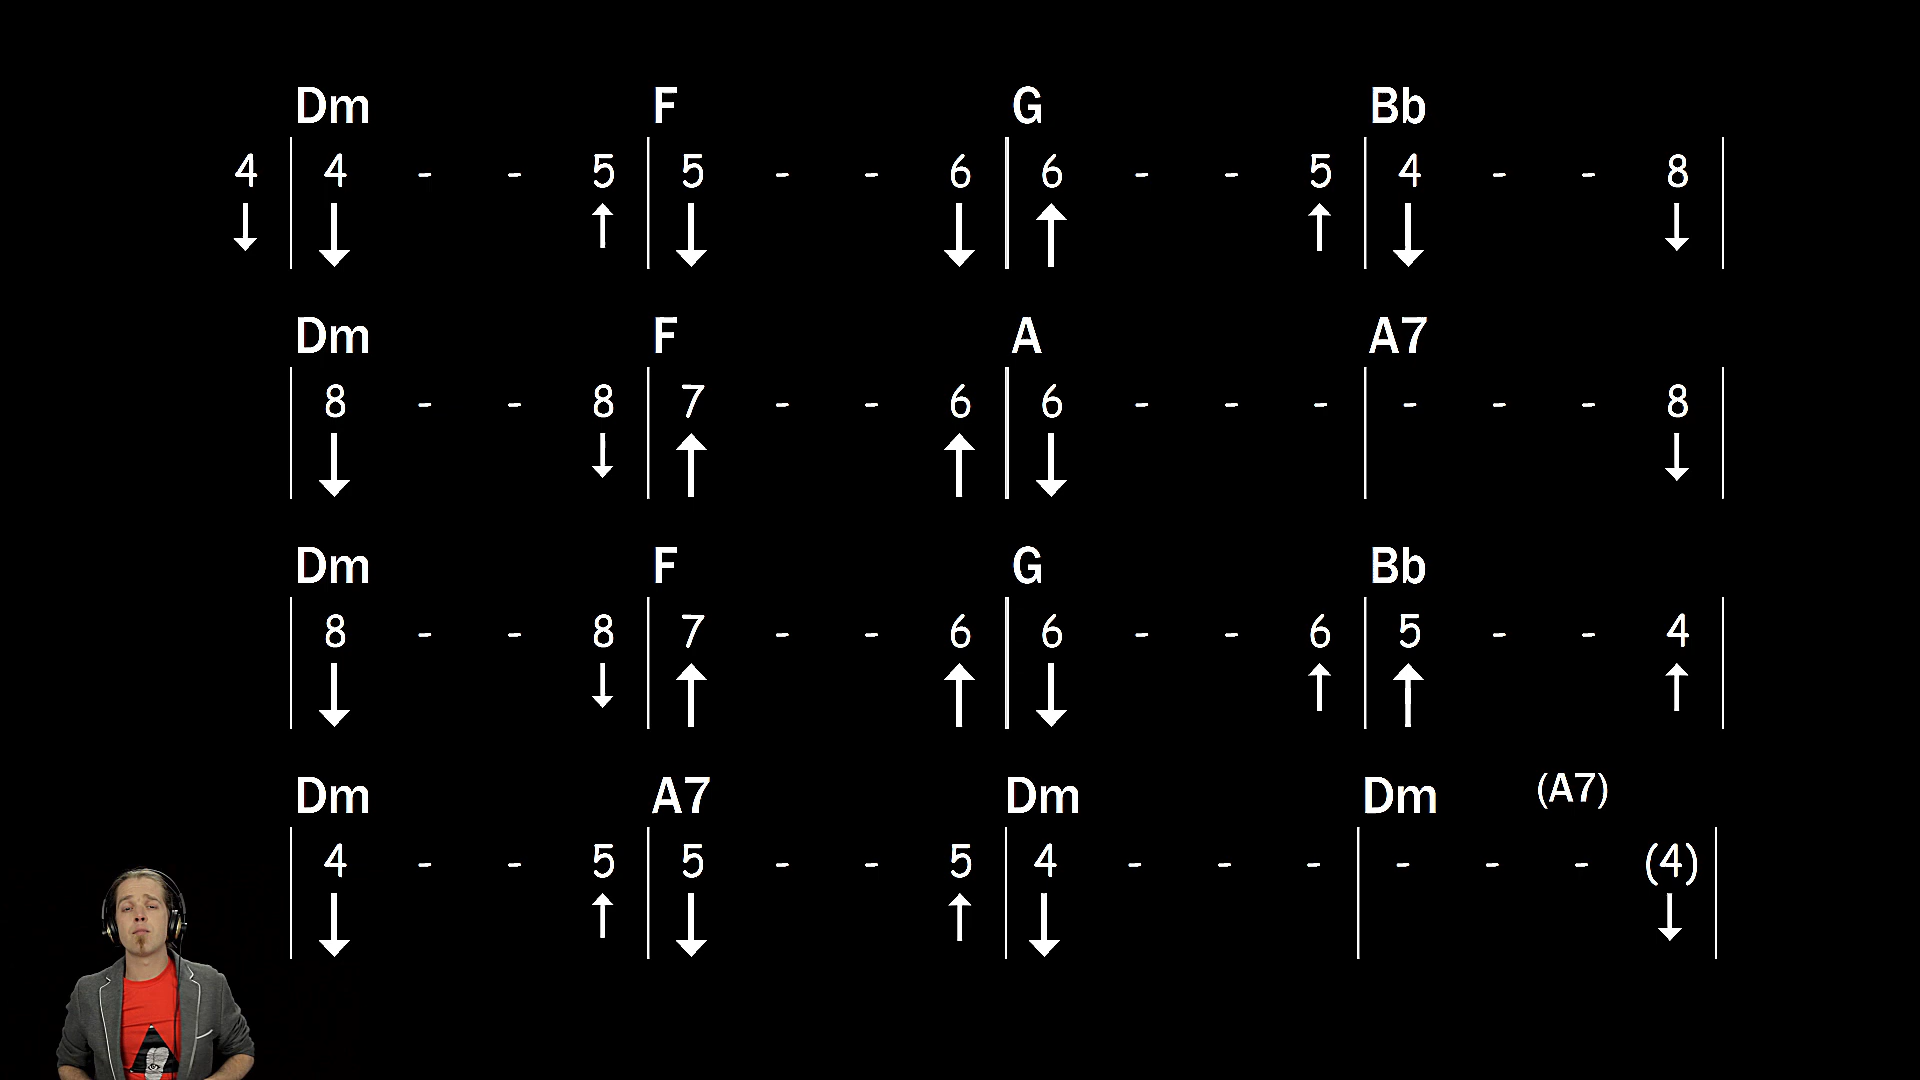 Dm F G Bb
4 | 4 - - 5 | 5 - - 6 | 6 - - 5 | 4 - - 8 |
↓ ↓ ↑ ↓ ↓ ↑ ↑ ↓ ↓
Dm F A A7
| 8 - - 8 | 7 - - 6 | 6 - - - | - - - 8 |
↓ ↓ ↑ ↑ ↓ ↓
Dm F G Bb
| 8 - - 8 | 7 - - 6 | 6 - - 6 | 5 - - 4 |
↓ ↓ ↑ ↑ ↓ ↑ ↑ ↑
Dm A7 Dm Dm (A7)
| 4 - - 5 | 5 - - 5 | 4 - - - | - - - (4) |
↓ ↑ ↓ ↑ ↓ ↓